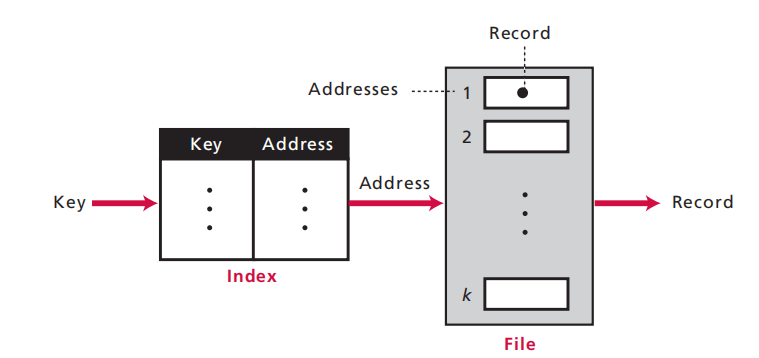 Record
Addresses
1
Key Address
2
Address
Key
Record
Index
k
File